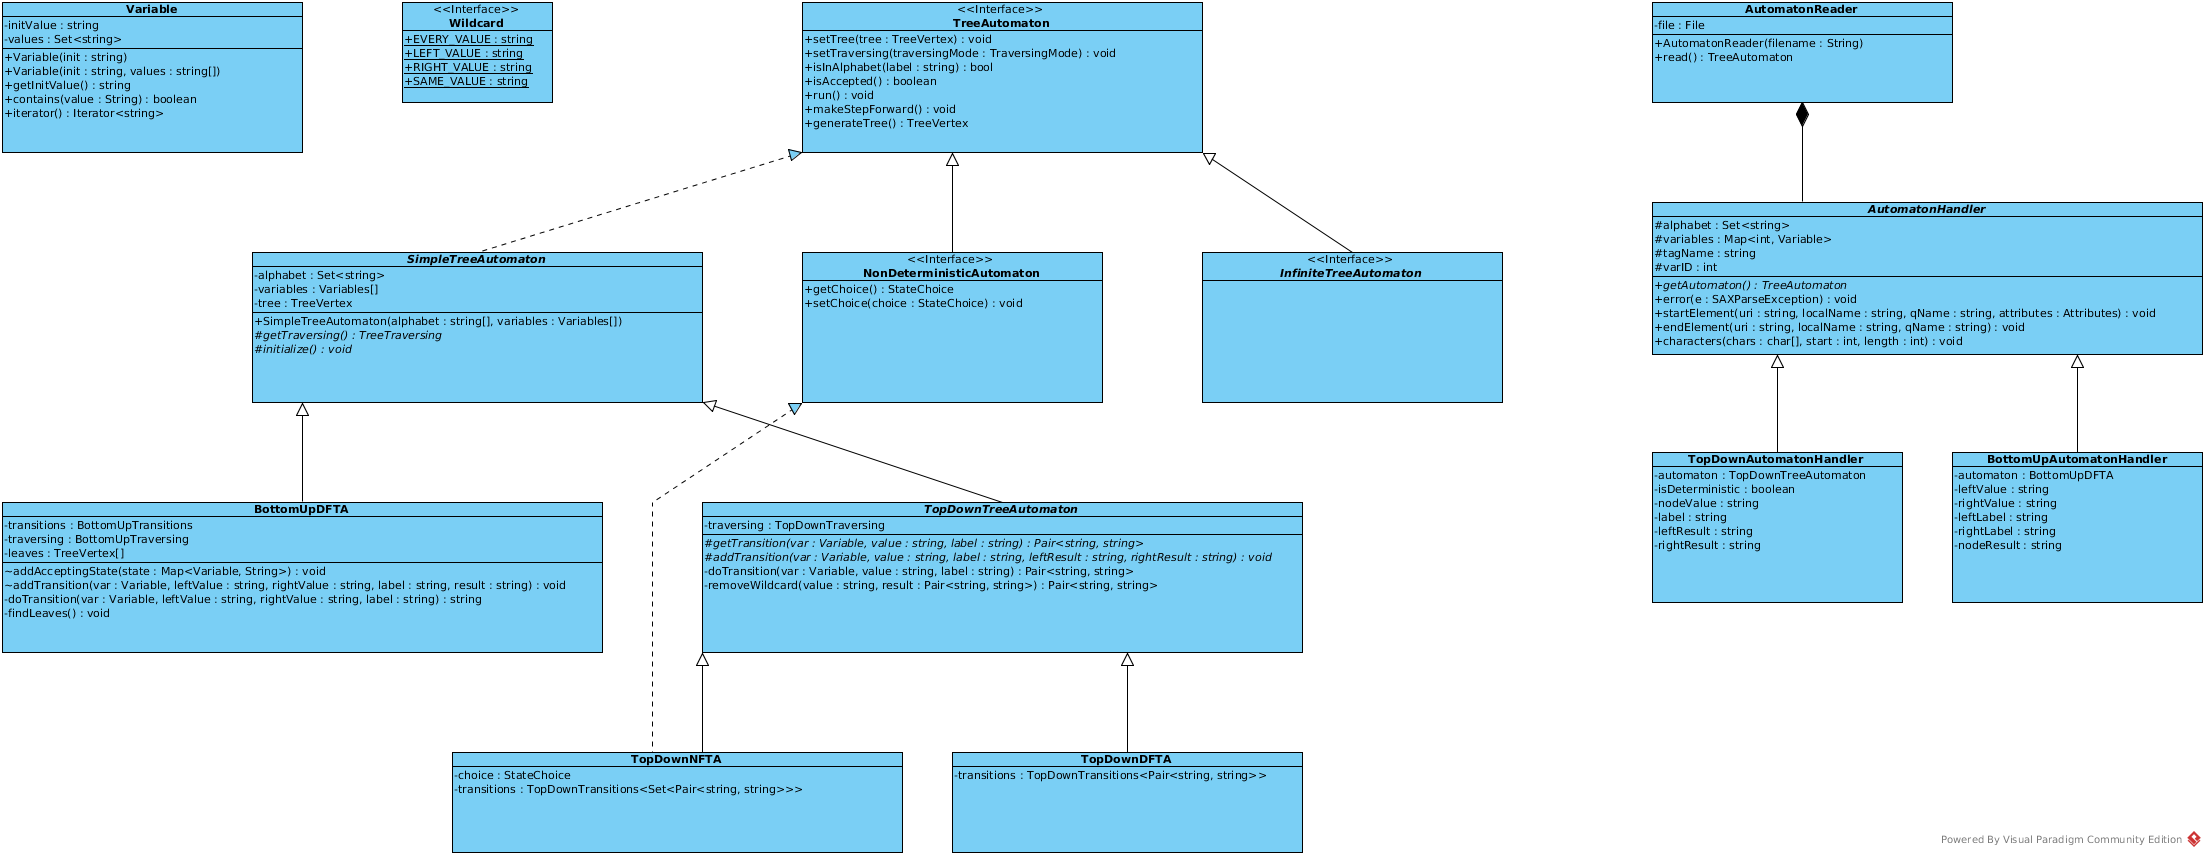 Variable
-initValue : string
-values : Set<string>
+Variable(init : string)
+Variable(init : string, values : string[])
+getInitValue() : string
+contains(value : String) : boolean
+iterator() : Iterator<string>
<<Interface>>
Wildcard
+EVERY_VALUE : string
+LEFT_VALUE : string
+RIGHT_VALUE : string
+SAME_VALUE : string
<<Interface>>
TreeAutomaton
+setTree(tree : TreeVertex) : void
+setTraversing(traversingMode : TraversingMode) : void
+isInAlphabet(label : string) : bool
+isAccepted() : boolean
+run() : void
+makeStepForward() : void
+generateTree() : TreeVertex
AutomatonReader
-file : File
+AutomatonReader(filename : String)
+read() : TreeAutomaton
SimpleTreeAutomaton
-alphabet : Set<string>
-variables : Variables[]
-tree : TreeVertex
+SimpleTreeAutomaton(alphabet : string[], variables : Variables[])
#getTraversing() : TreeTraversing
#initialize() : void
<<Interface>>
NonDeterministicAutomaton
+getChoice() : StateChoice
+setChoice(choice : StateChoice) : void
<<Interface>>
InfiniteTreeAutomaton
AutomatonHandler
#alphabet : Set<string>
#variables : Map<int, Variable>
#tagName : string
#varID : int
+getAutomaton() : TreeAutomaton
+error(e : SAXParseException) : void
+startElement(uri : string, localName : string, qName : string, attributes : Attributes) : void
+endElement(uri : string, localName : string, qName : string) : void
+characters(chars : char[], start : int, length : int) : void
BottomUpDFTA
-transitions : BottomUpTransitions
-traversing : BottomUpTraversing
-leaves : TreeVertex[]
~addAcceptingState(state : Map<Variable, String>) : void
~addTransition(var : Variable, leftValue : string, rightValue : string, label : string, result : string) : void
-doTransition(var : Variable, leftValue : string, rightValue : string, label : string) : string
-findLeaves() : void
TopDownTreeAutomaton
-traversing : TopDownTraversing
#getTransition(var : Variable, value : string, label : string) : Pair<string, string>
#addTransition(var : Variable, value : string, label : string, leftResult : string, rightResult : string) : void
-doTransition(var : Variable, value : string, label : string) : Pair<string, string>
-removeWildcard(value : string, result : Pair<string, string>) : Pair<string, string>
TopDownAutomatonHandler
-automaton : TopDownTreeAutomaton
-isDeterministic : boolean
-nodeValue : string
-label : string
-leftResult : string
-rightResult : string
BottomUpAutomatonHandler
-automaton : BottomUpDFTA
-leftValue : string
-rightValue : string
-leftLabel : string
-rightLabel : string
-nodeResult : string
TopDownNFTA
-choice : StateChoice
-transitions : TopDownTransitions<Set<Pair<string, string>>>
TopDownDFTA
-transitions : TopDownTransitions<Pair<string, string>>
Powered By Visual Paradigm Community Edition